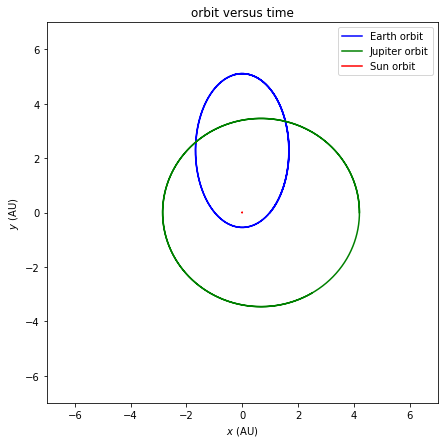 orbit versus time
Earth orbit
Jupiter orbit
Sun orbit
y (AU)
6
4
2
0
−2
−4
−6
−6
−4
−2
0
2
4
6
x (AU)